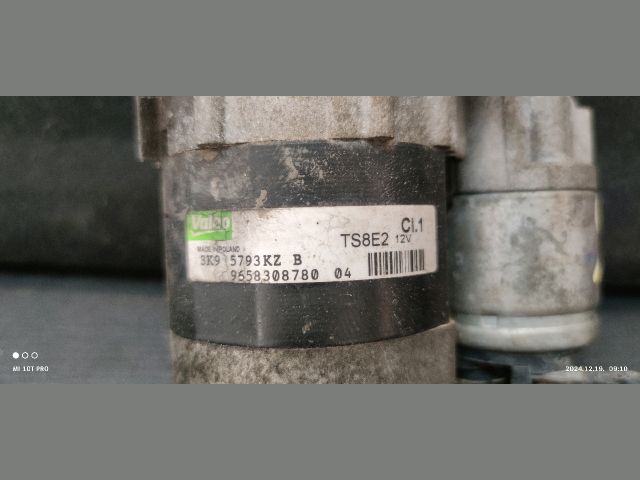 Valeo
CI.1
TS8E2 12V
MADE IN POLAND
3K9 5793KZ B
9658308780 04
MI 10T PRO
2024.12.19. 09:10